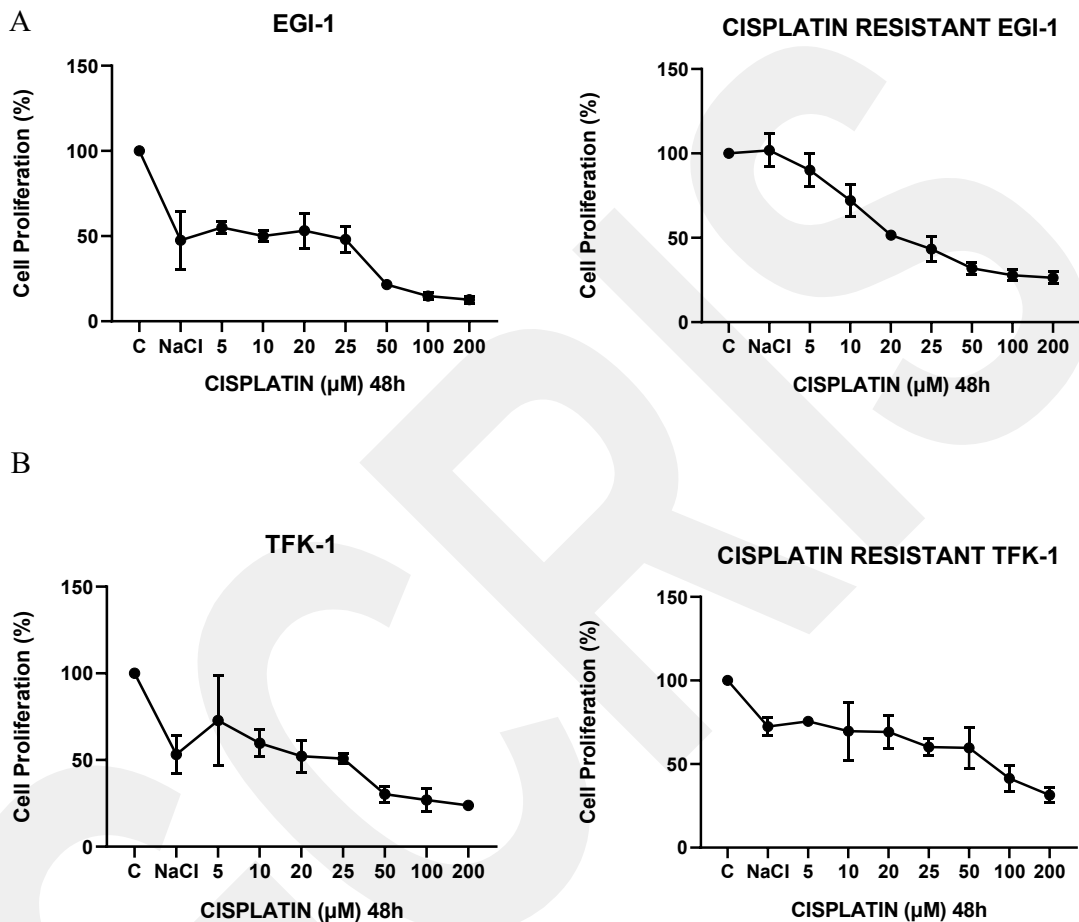 A
EGI-1
150
100
50
0
Cell Proliferation (%)
C NaCl 5 10 20 25 50 100 200
CISPLATIN (µM) 48h
CISPLATIN RESISTANT EGI-1
150
100
50
0
Cell Proliferation (%)
C NaCl 5 10 20 25 50 100 200
CISPLATIN (µM) 48h
B
TFK-1
150
100
50
0
Cell Proliferation (%)
C NaCl 5 10 20 25 50 100 200
CISPLATIN (µM) 48h
CISPLATIN RESISTANT TFK-1
150
100
50
0
Cell Proliferation (%)
C NaCl 5 10 20 25 50 100 200
CISPLATIN (µM) 48h
CCRIS